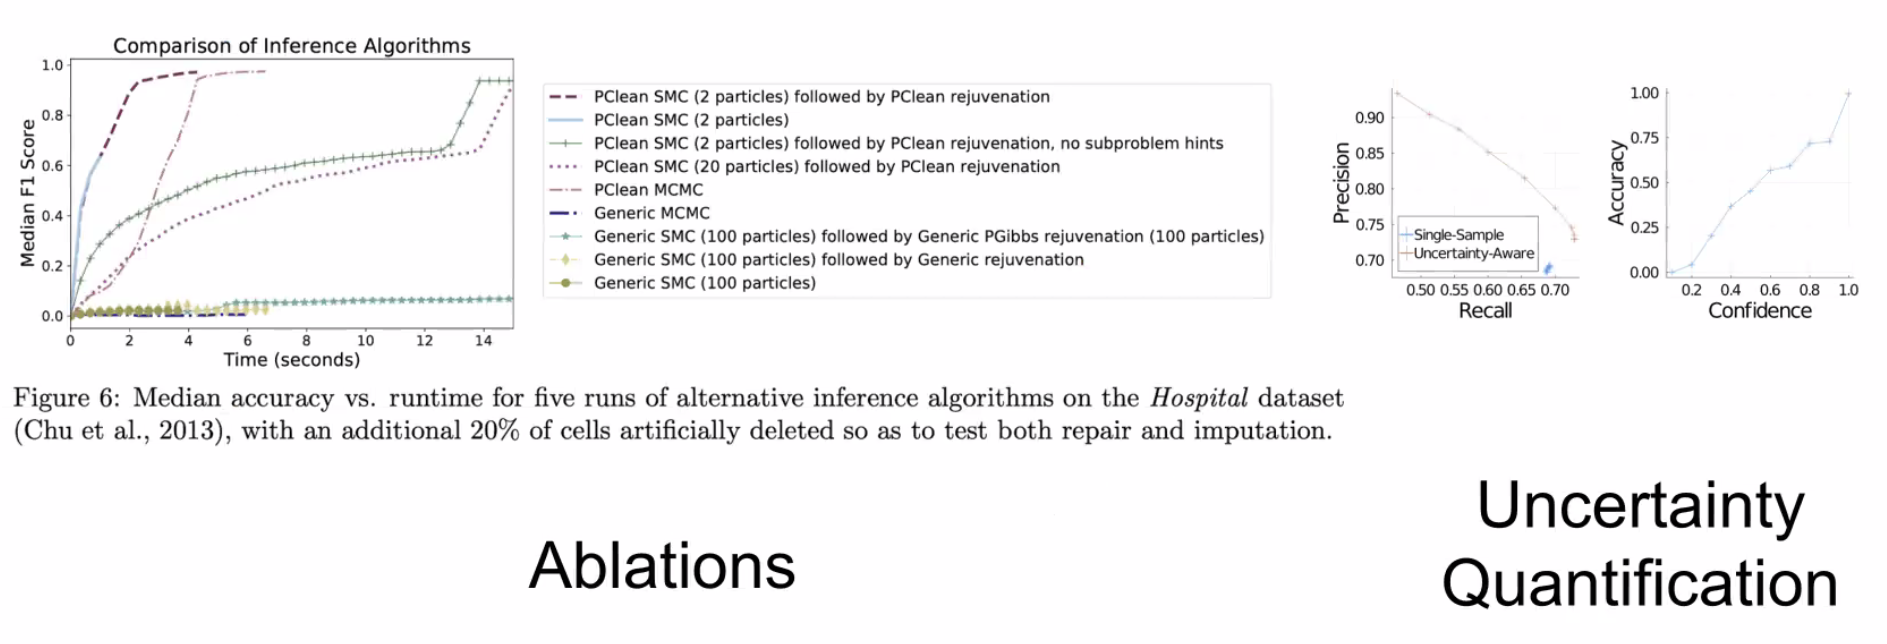 Comparison of Inference Algorithms
Median F1 Score
1.0
0.8
0.6
0.4
0.2
0.0
0 2 4 6 8 10 12 14
Time (seconds)
PClean SMC (2 particles) followed by PClean rejuvenation
PClean SMC (2 particles)
PClean SMC (2 particles) followed by PClean rejuvenation, no subproblem hints
PClean SMC (20 particles) followed by PClean rejuvenation
PClean MCMC
Generic MCMC
Generic SMC (100 particles) followed by Generic PGibbs rejuvenation (100 particles)
Generic SMC (100 particles) followed by Generic rejuvenation
Generic SMC (100 particles)
Precision
0.90
0.85
0.80
0.75
0.70
Single-Sample
Uncertainty-Aware
0.50 0.55 0.60 0.65 0.70
Recall
Accuracy
1.00
0.75
0.50
0.25
0.00
0.2 0.4 0.6 0.8 1.0
Confidence
Figure 6: Median accuracy vs. runtime for five runs of alternative inference algorithms on the Hospital dataset
(Chu et al., 2013), with an additional 20% of cells artificially deleted so as to test both repair and imputation.
Ablations
Uncertainty
Quantification